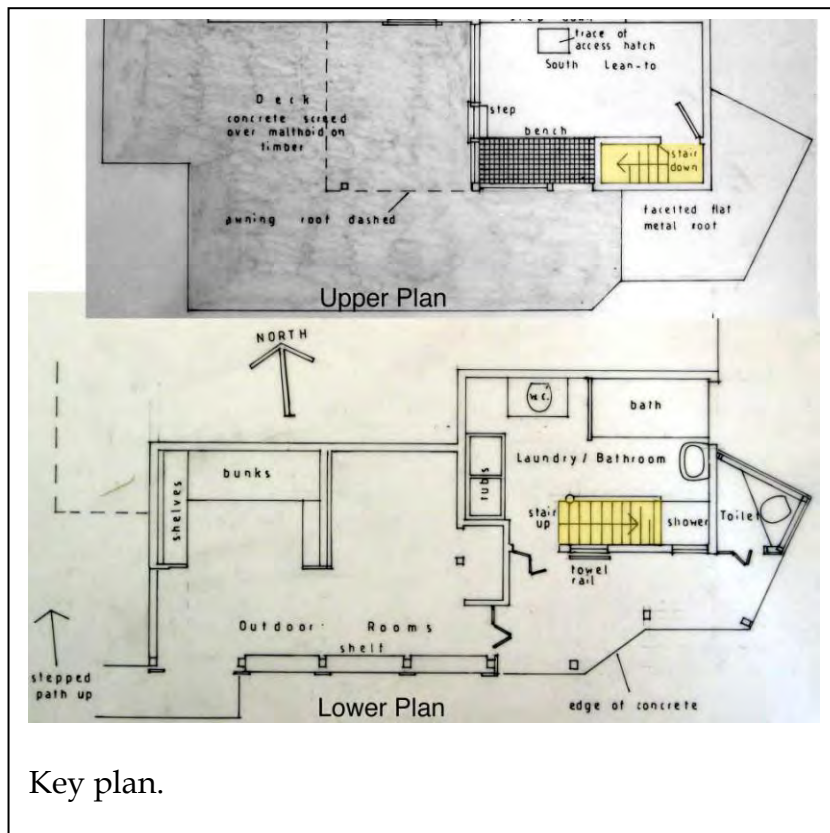 trace of
access hatch
South Lean-to
Deck
concrete screed
over malthoid on
timber
step
bench
stair
down
awning roof dashed
facetted flat
metal roof
Upper Plan
NORTH
W.C.
bath
bunks
shelves
Laundry / Bathroom
tubs
stair
up
shower
Toilet
towel
rail
Outdoor Rooms
shelf
stepped
path up
Lower Plan
edge of concrete
Key plan.